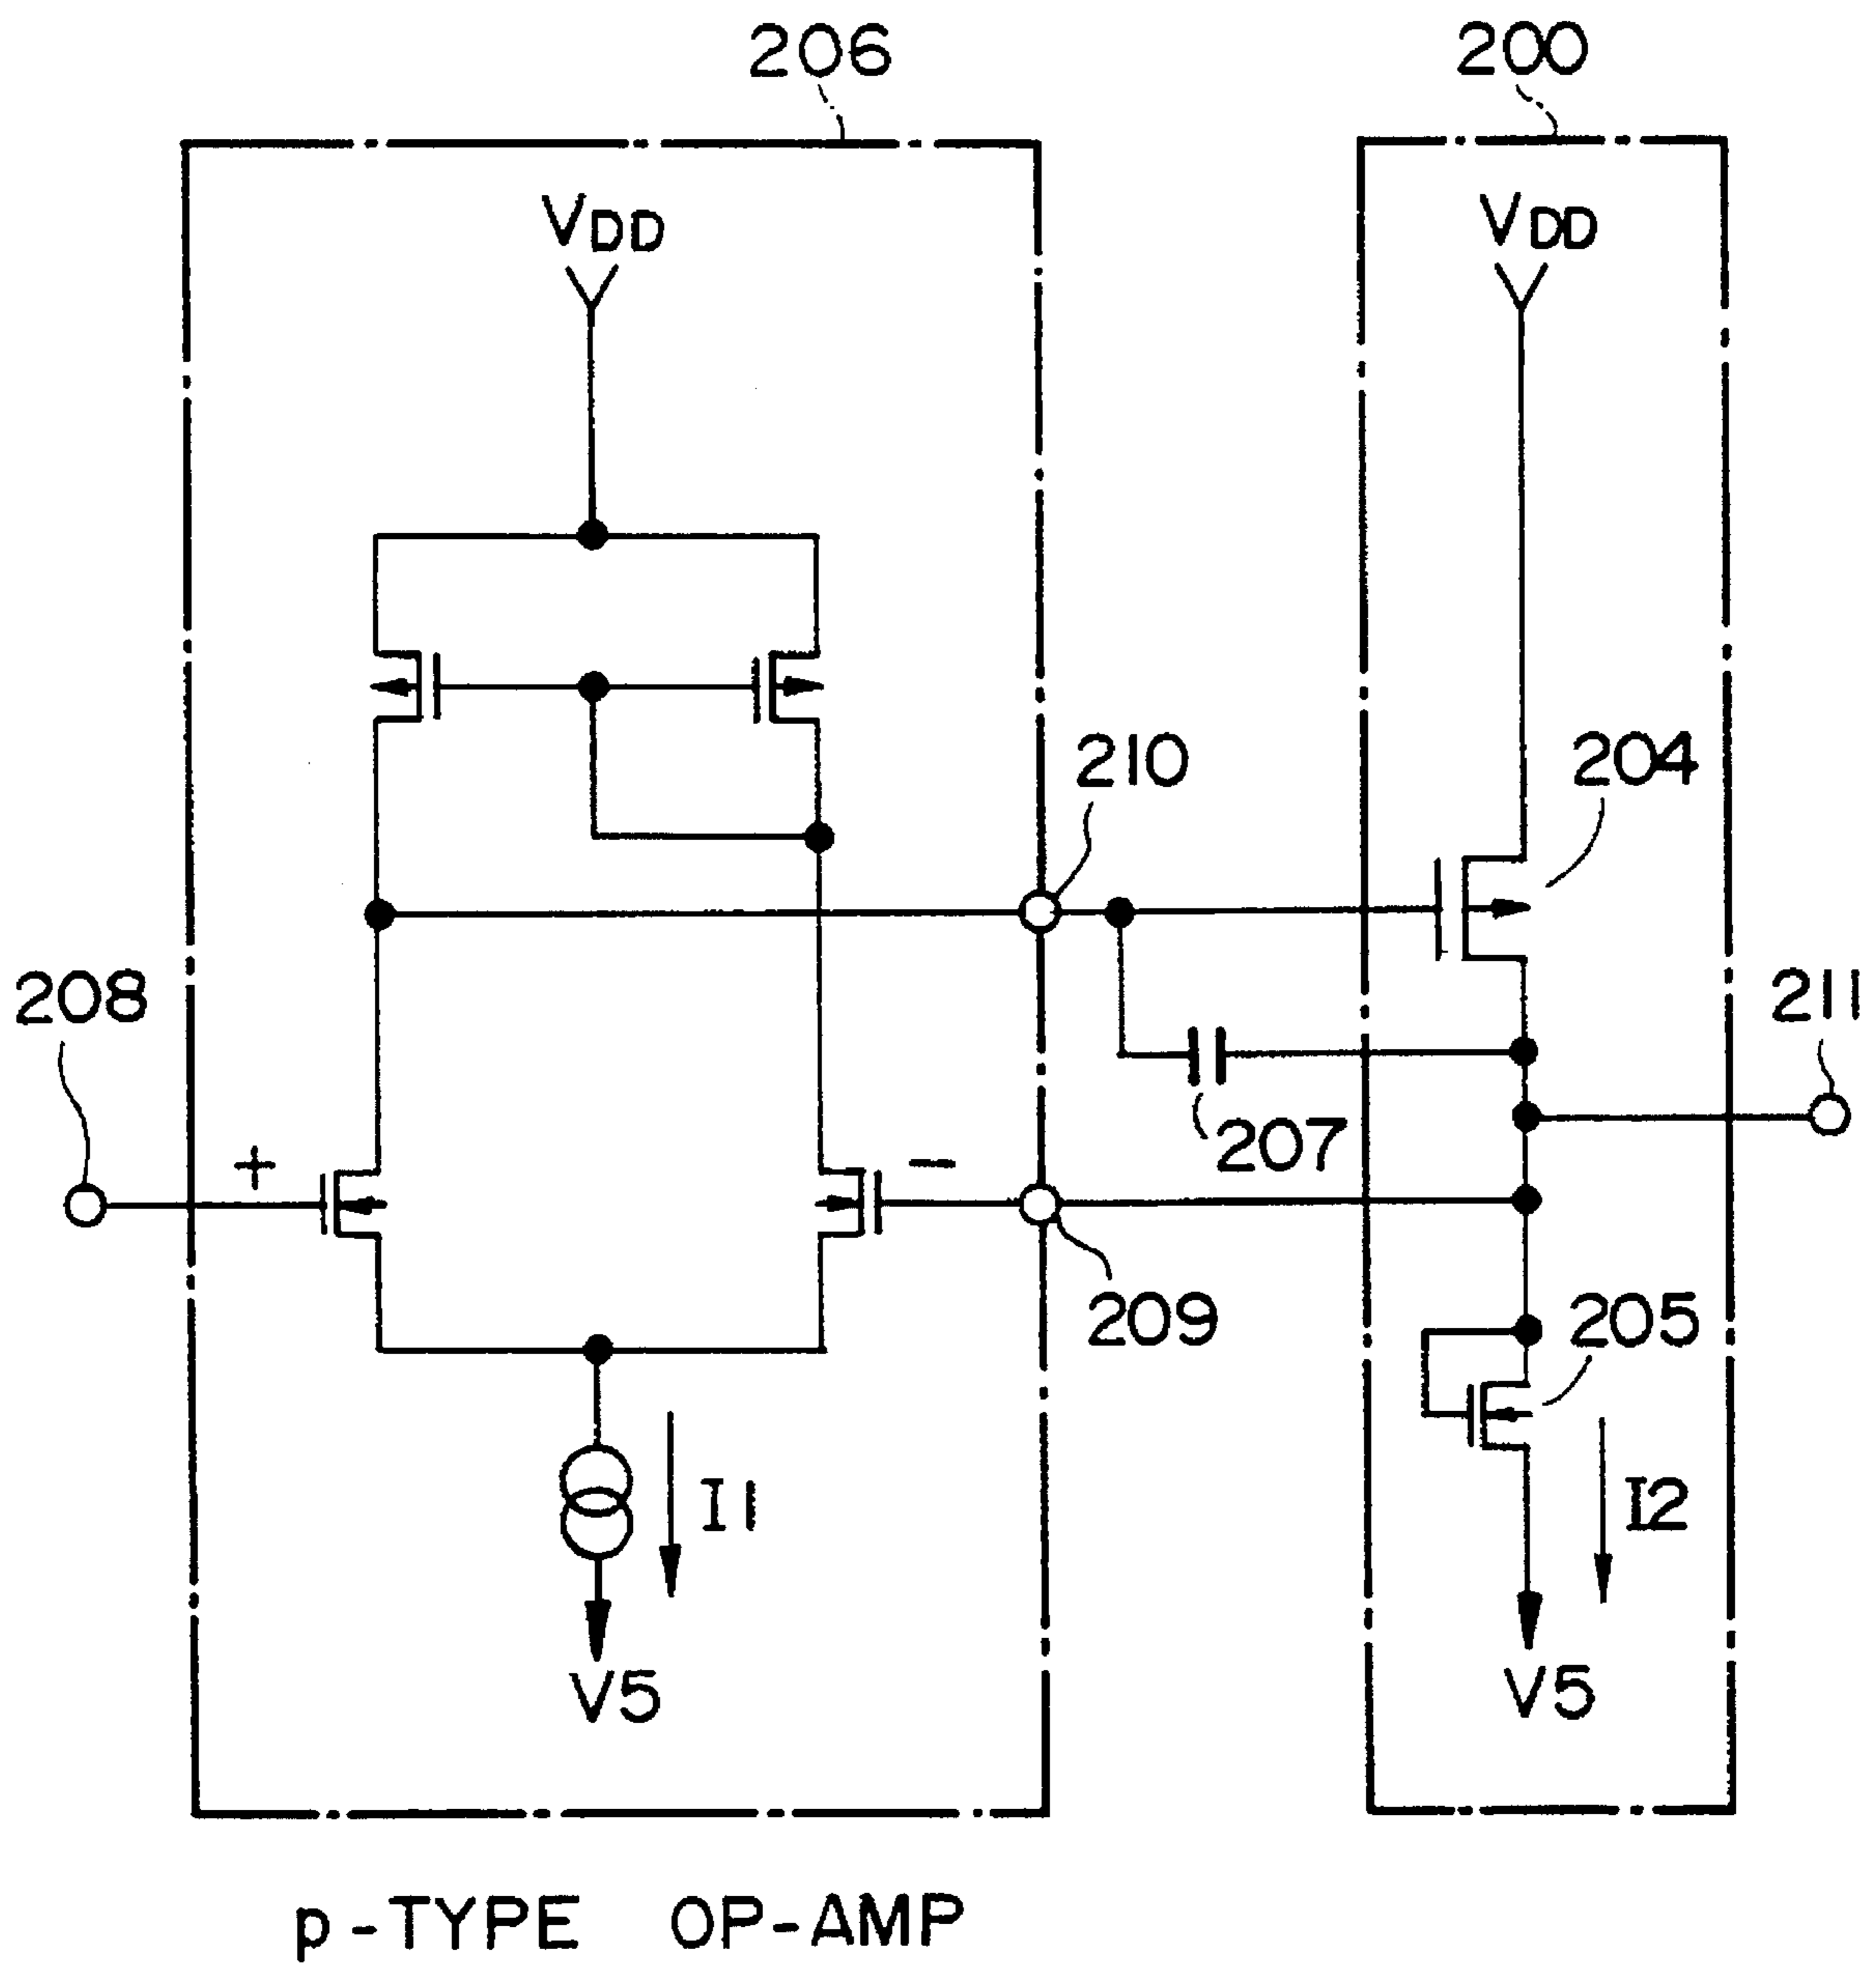 206
200
VDD
VDD
210
204
208
211
+
207
−
209
205
I1
I2
V5
V5
p-TYPE OP-AMP